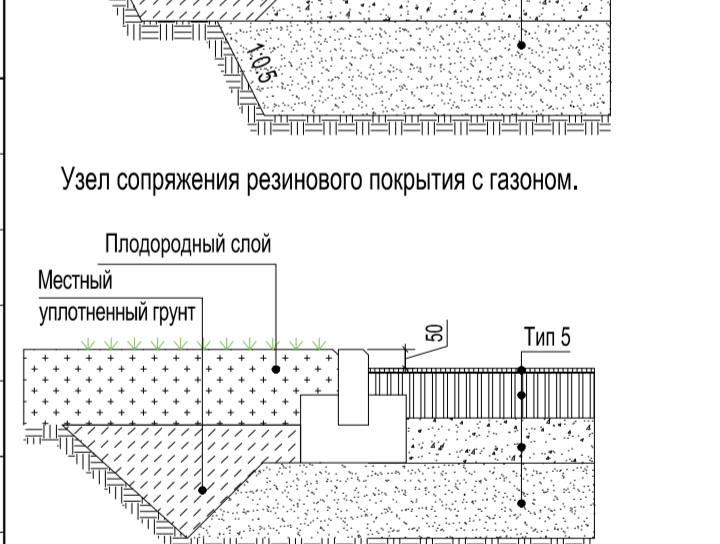 1:0.5
Узел сопряжения резинового покрытия с газоном.
Плодородный слой
Местный
уплотненный грунт
50
Тип 5